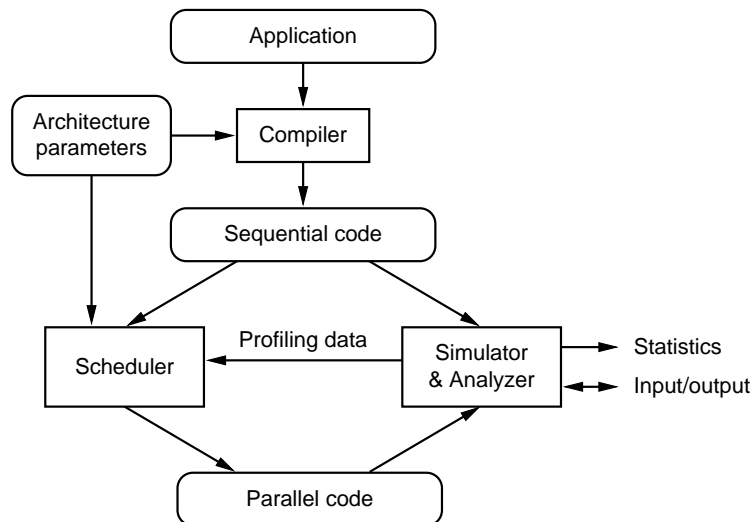 Application
Architecture
parameters
Compiler
Sequential code
Profiling data
Scheduler
Simulator
& Analyzer
Statistics
Input/output
Parallel code